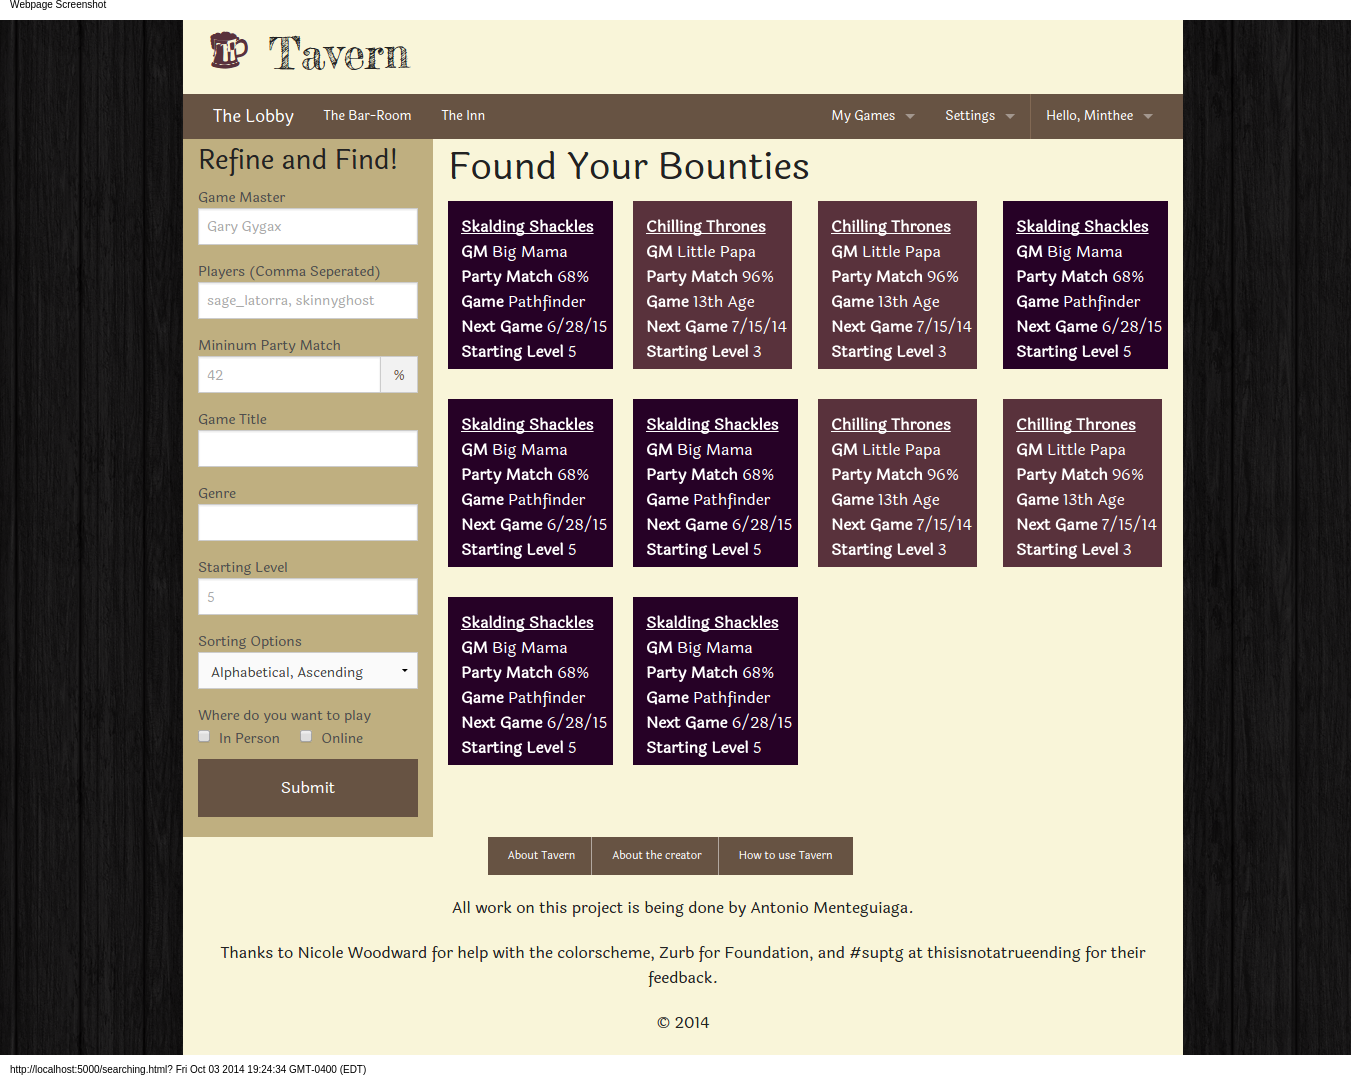 Webpage Screenshot
Tavern
The Lobby
The Bar-Room
The Inn
My Games
Settings
Hello, Minthee
Refine and Find!
Game Master
Gary Gygax
Players (Comma Seperated)
sage_latorra, skinnyghost
Mininum Party Match
42
%
Game Title
Genre
Starting Level
5
Sorting Options
Alphabetical, Ascending
Where do you want to play
In Person
Online
Submit
Found Your Bounties
Skalding Shackles
GM Big Mama
Party Match 68%
Game Pathfinder
Next Game 6/28/15
Starting Level 5
Chilling Thrones
GM Little Papa
Party Match 96%
Game 13th Age
Next Game 7/15/14
Starting Level 3
Chilling Thrones
GM Little Papa
Party Match 96%
Game 13th Age
Next Game 7/15/14
Starting Level 3
Skalding Shackles
GM Big Mama
Party Match 68%
Game Pathfinder
Next Game 6/28/15
Starting Level 5
Skalding Shackles
GM Big Mama
Party Match 68%
Game Pathfinder
Next Game 6/28/15
Starting Level 5
Skalding Shackles
GM Big Mama
Party Match 68%
Game Pathfinder
Next Game 6/28/15
Starting Level 5
Chilling Thrones
GM Little Papa
Party Match 96%
Game 13th Age
Next Game 7/15/14
Starting Level 3
Chilling Thrones
GM Little Papa
Party Match 96%
Game 13th Age
Next Game 7/15/14
Starting Level 3
Skalding Shackles
GM Big Mama
Party Match 68%
Game Pathfinder
Next Game 6/28/15
Starting Level 5
Skalding Shackles
GM Big Mama
Party Match 68%
Game Pathfinder
Next Game 6/28/15
Starting Level 5
About Tavern
About the creator
How to use Tavern
All work on this project is being done by Antonio Menteguiaga.
Thanks to Nicole Woodward for help with the colorscheme, Zurb for Foundation, and #suptg at thisisnotatrueending for their
feedback.
© 2014
http://localhost:5000/searching.html? Fri Oct 03 2014 19:24:34 GMT-0400 (EDT)